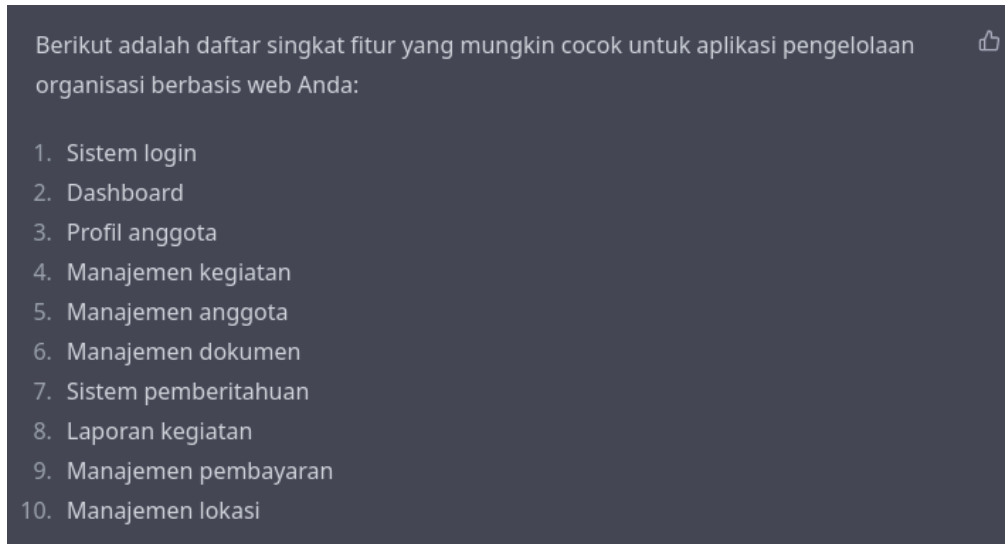 Berikut adalah daftar singkat fitur yang mungkin cocok untuk aplikasi pengelolaan
organisasi berbasis web Anda:
1. Sistem login
2. Dashboard
3. Profil anggota
4. Manajemen kegiatan
5. Manajemen anggota
6. Manajemen dokumen
7. Sistem pemberitahuan
8. Laporan kegiatan
9. Manajemen pembayaran
10. Manajemen lokasi